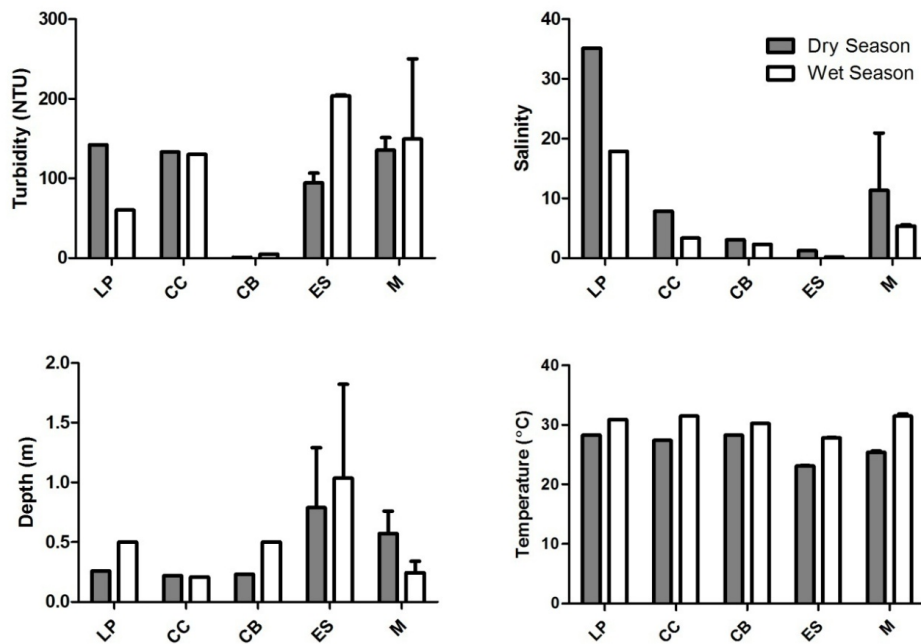 Turbidity (NTU)
300
200
100
0
LP CC CB ES M
Salinity
40
30
20
10
0
LP CC CB ES M
Dry Season
Wet Season
Depth (m)
2.0
1.5
1.0
0.5
0.0
LP CC CB ES M
Temperature (°C)
40
30
20
10
0
LP CC CB ES M